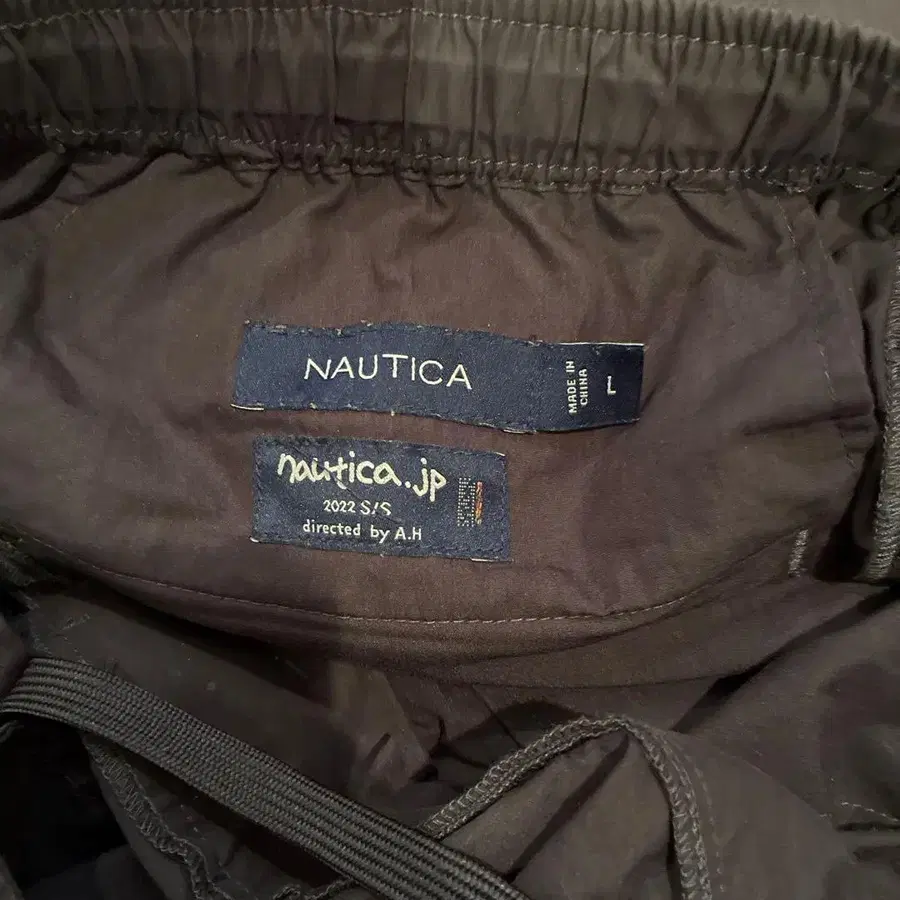 NAUTICA
MADE IN
CHINA
L
nautica.jp
2022 S/S
directed by A.H